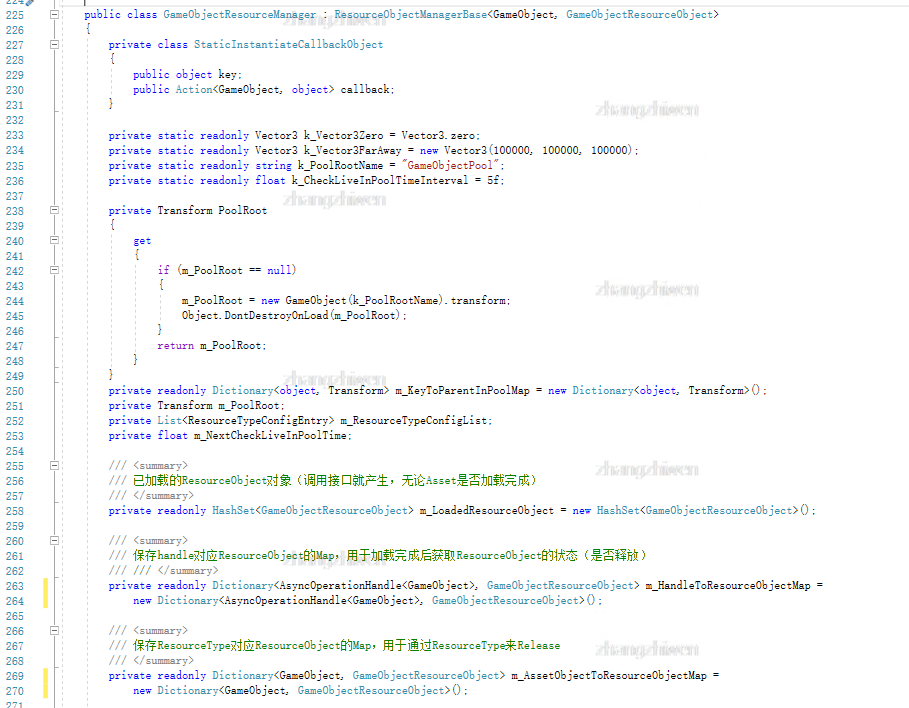 224
225 public class GameObjectResourceManager : ResourceObjectManagerBase<GameObject, GameObjectResourceObject>
226 {
227 private class StaticInstantiateCallbackObject
228 {
229 public object key;
230 public Action<GameObject, object> callback;
231 }
232
233 private static readonly Vector3 k_Vector3Zero = Vector3.zero;
234 private static readonly Vector3 k_Vector3FarAway = new Vector3(100000, 100000, 100000);
235 private static readonly string k_PoolRootName = "GameObjectPool";
236 private static readonly float k_CheckLiveInPoolTimeInterval = 5f;
237
238 private Transform PoolRoot
239 {
240 get
241 {
242 if (m_PoolRoot == null)
243 {
244 m_PoolRoot = new GameObject(k_PoolRootName).transform;
245 Object.DontDestroyOnLoad(m_PoolRoot);
246 }
247 return m_PoolRoot;
248 }
249 }
250 private readonly Dictionary<object, Transform> m_KeyToParentInPoolMap = new Dictionary<object, Transform>();
251 private Transform m_PoolRoot;
252 private List<ResourceTypeConfigEntry> m_ResourceTypeConfigList;
253 private float m_NextCheckLiveInPoolTime;
254
255 /// <summary>
256 /// 已加载的ResourceObject对象（调用接口就产生，无论Asset是否加载完成）
257 /// </summary>
258 private readonly HashSet<GameObjectResourceObject> m_LoadedResourceObject = new HashSet<GameObjectResourceObject>();
259
260 /// <summary>
261 /// 保存handle对应ResourceObject的Map，用于加载完成后获取ResourceObject的状态（是否释放）
262 /// /// </summary>
263 private readonly Dictionary<AsyncOperationHandle<GameObject>, GameObjectResourceObject> m_HandleToResourceObjectMap =
264 new Dictionary<AsyncOperationHandle<GameObject>, GameObjectResourceObject>();
265
266 /// <summary>
267 /// 保存ResourceType对应ResourceObject的Map，用于通过ResourceType来Release
268 /// </summary>
269 private readonly Dictionary<GameObject, GameObjectResourceObject> m_AssetObjectToResourceObjectMap =
270 new Dictionary<GameObject, GameObjectResourceObject>();
271
zhangzhiwen
zhangzhiwen
zhangzhiwen
zhangzhiwen
zhangzhiwen
zhangzhiwen
zhangzhiwen
zhangzhiwen